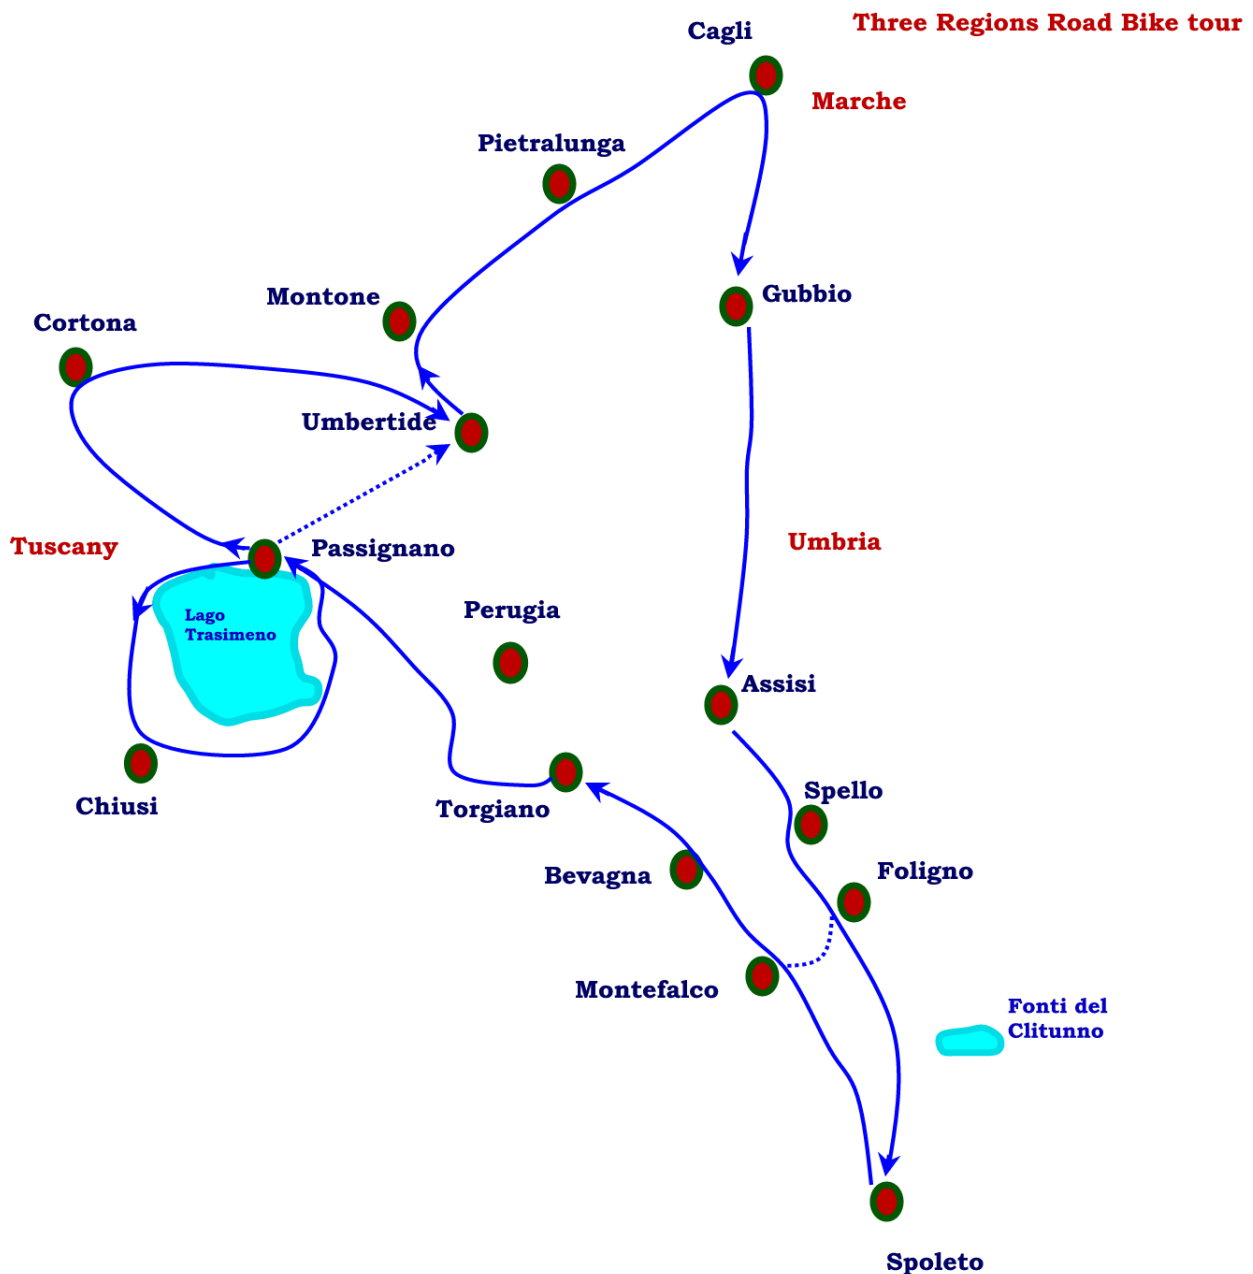 Three Regions Road Bike tour
Cagli
Marche
Pietralunga
Gubbio
Montone
Cortona
Umbertide
Tuscany
Passignano
Umbria
Perugia
Lago
Trasimeno
Assisi
Spello
Chiusi
Torgiano
Foligno
Bevagna
Montefalco
Fonti del
Clitunno
Spoleto